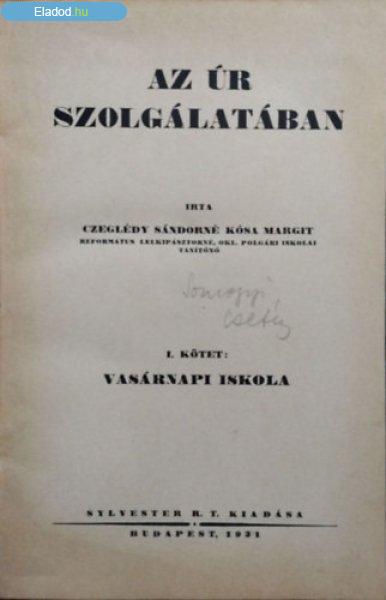 Eladod.hu
AZ ÚR
SZOLGÁLATÁBAN
IRTA
CZEGLÉDY SÁNDORNÉ KÓSA MARGIT
REFORMÁTUS LELKIPÁSZTORNÉ, OKL. POLGÁRI ISKOLAI
TANÍTÓNŐ
Somogyi
I. KÖTET:
VASÁRNAPI ISKOLA
SYLVESTER R. T. KIADÁSA
BUDAPEST, 1931